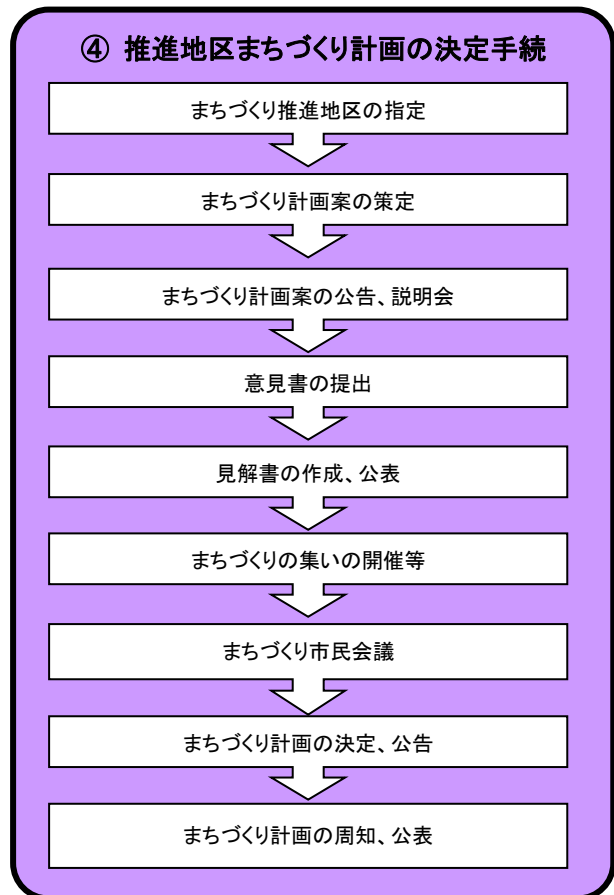 ④ 推進地区まちづくり計画の決定手続
まちづくり推進地区の指定
まちづくり計画案の策定
まちづくり計画案の公告、説明会
意見書の提出
見解書の作成、公表
まちづくりの集いの開催等
まちづくり市民会議
まちづくり計画の決定、公告
まちづくり計画の周知、公表